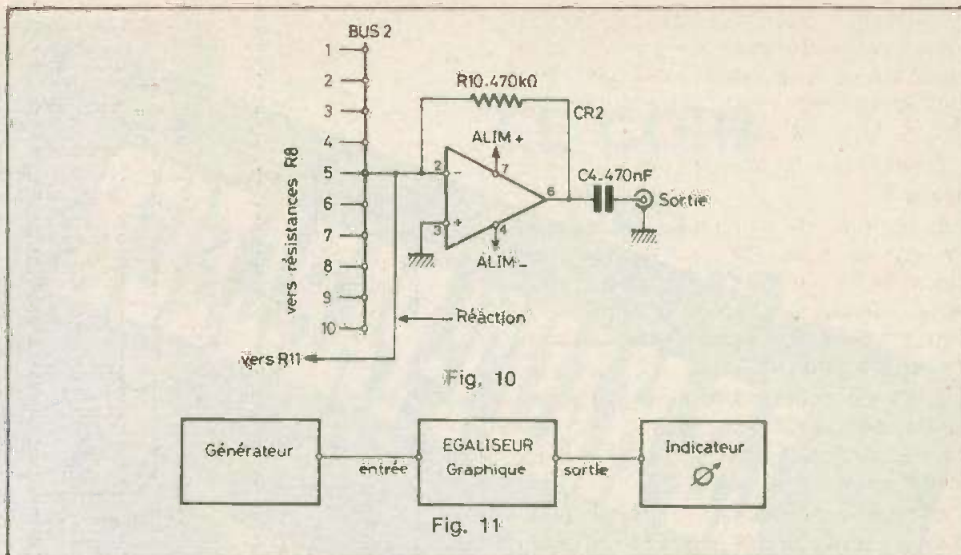 BUS 2
1
2
3
4
5
6
7
8
9
10
vers résistances R8
R10.470kΩ
CR2
ALIM +
2
-
7
6
3
+
4
ALIM -
C4.470nF
Sortie
Réaction
vers R11
Fig. 10
Générateur
entrée
EGALISEUR
Graphique
sortie
Indicateur
Fig. 11